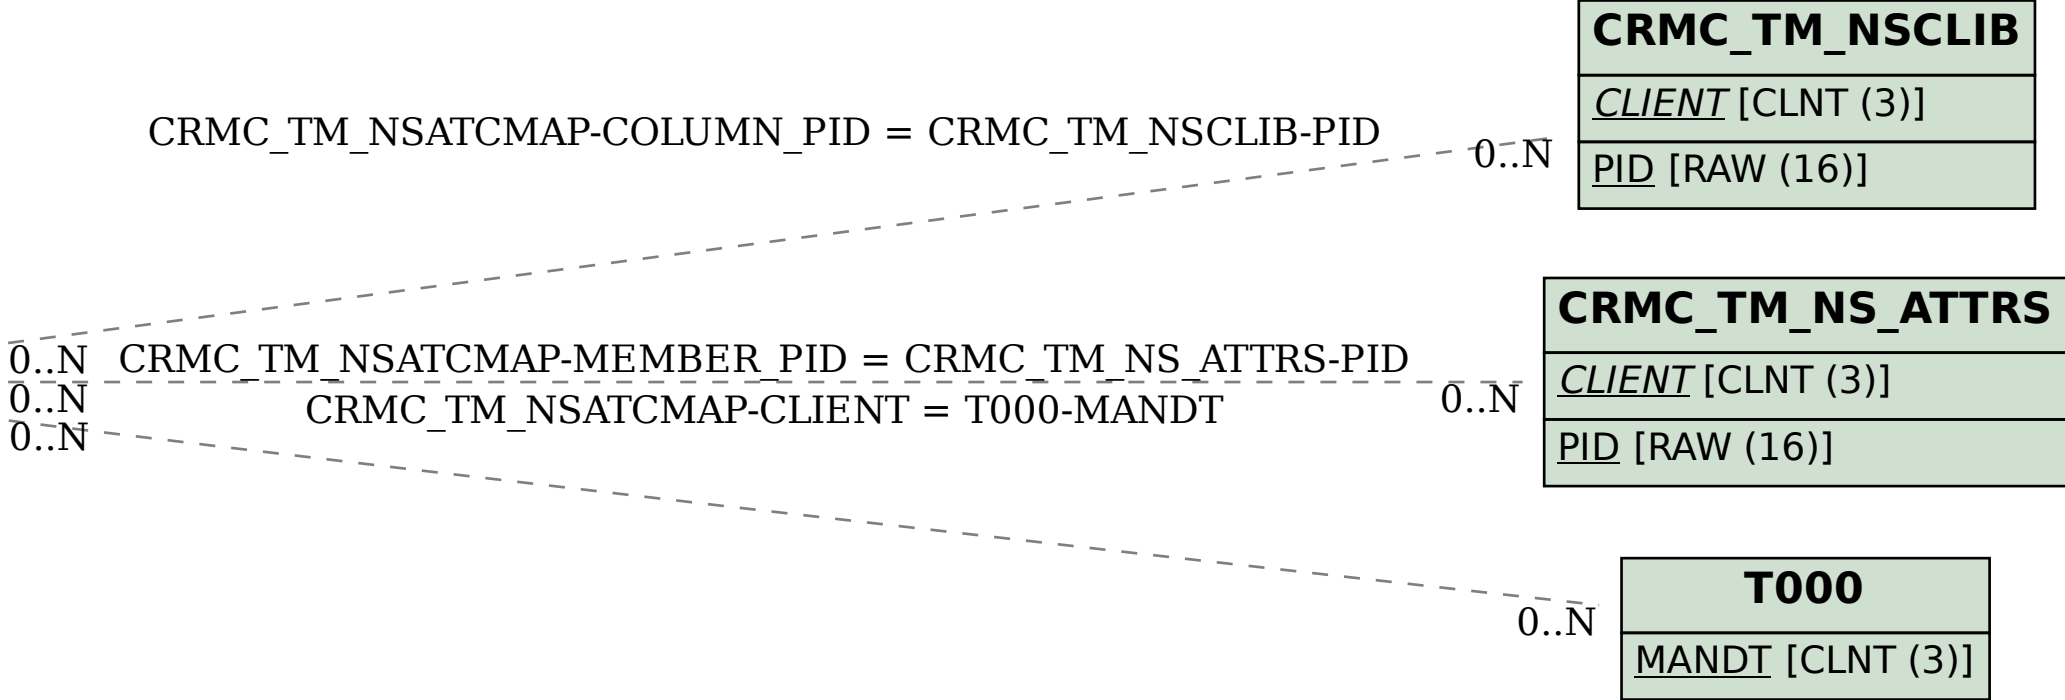 CRMC_TM_NSCLIB
CLIENT [CLNT (3)]
PID [RAW (16)]
CRMC_TM_NSATCMAP-COLUMN_PID = CRMC_TM_NSCLIB-PID
0..N
0..N
CRMC_TM_NSATCMAP-MEMBER_PID = CRMC_TM_NS_ATTRS-PID
0..N
0..N
CRMC_TM_NS_ATTRS
CLIENT [CLNT (3)]
PID [RAW (16)]
CRMC_TM_NSATCMAP-CLIENT = T000-MANDT
0..N
0..N
T000
MANDT [CLNT (3)]